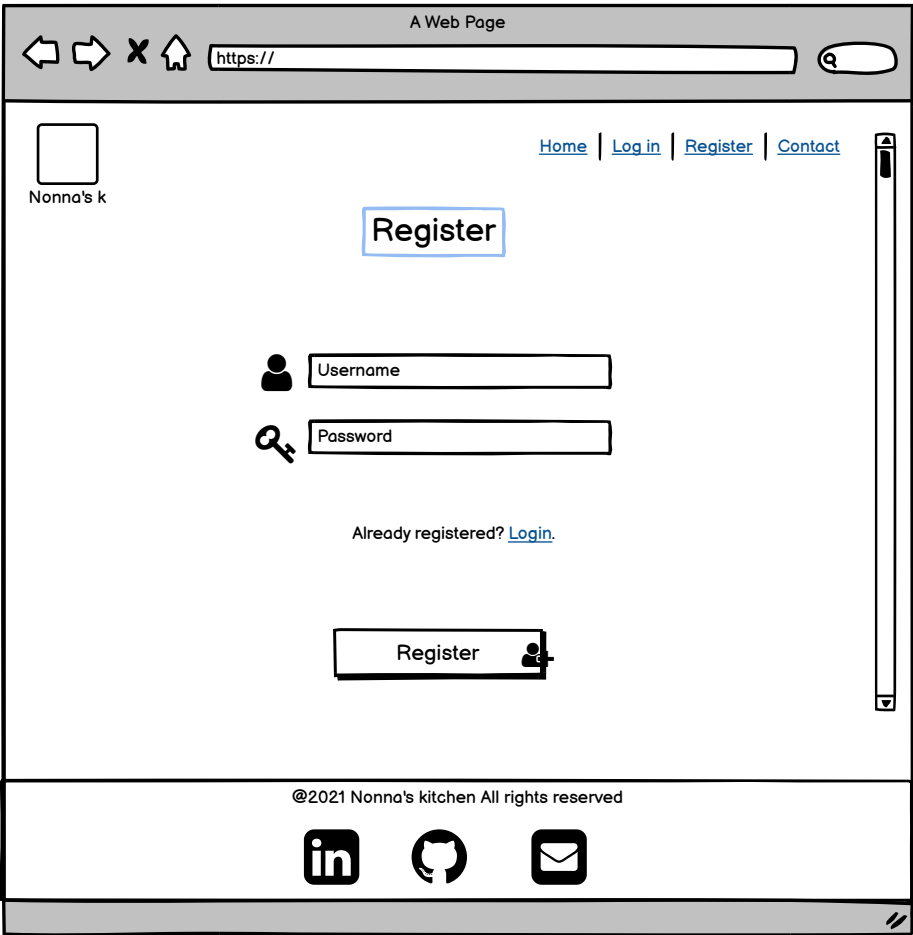 A Web Page
https://
Home Log in Register Contact
Nonna's k
Register
Username
Password
Already registered? Login.
Register
@2021 Nonna's kitchen All rights reserved
in